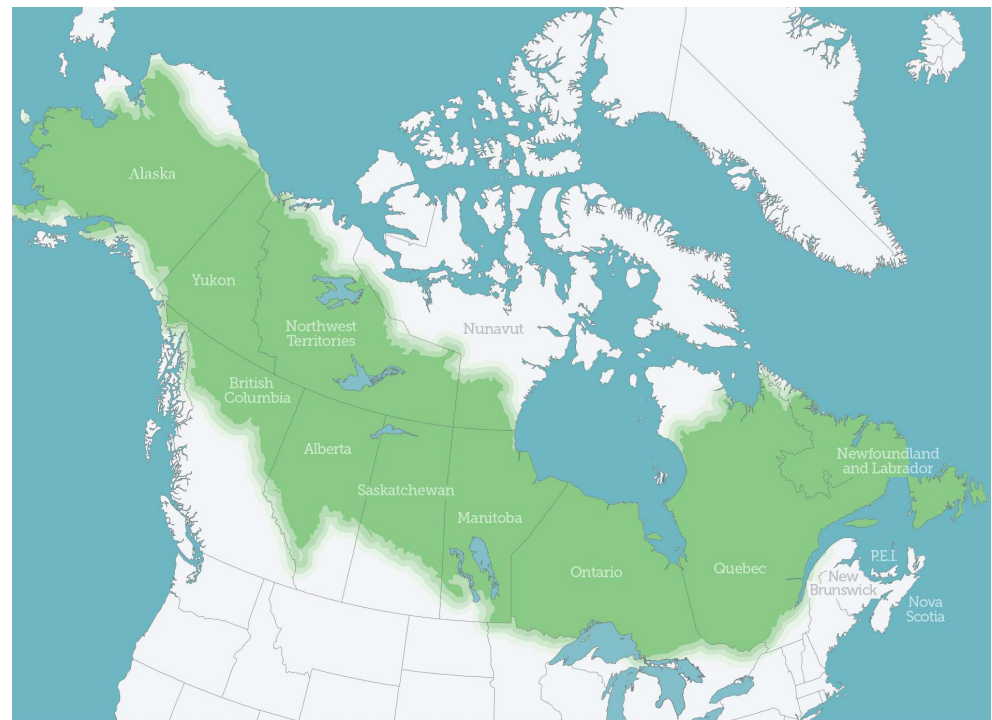 Alaska
Yukon
Northwest
Territories
Nunavut
British
Columbia
Alberta
Saskatchewan
Manitoba
Ontario
Quebec
Newfoundland
and Labrador
P.E.I.
New
Brunswick
Nova
Scotia